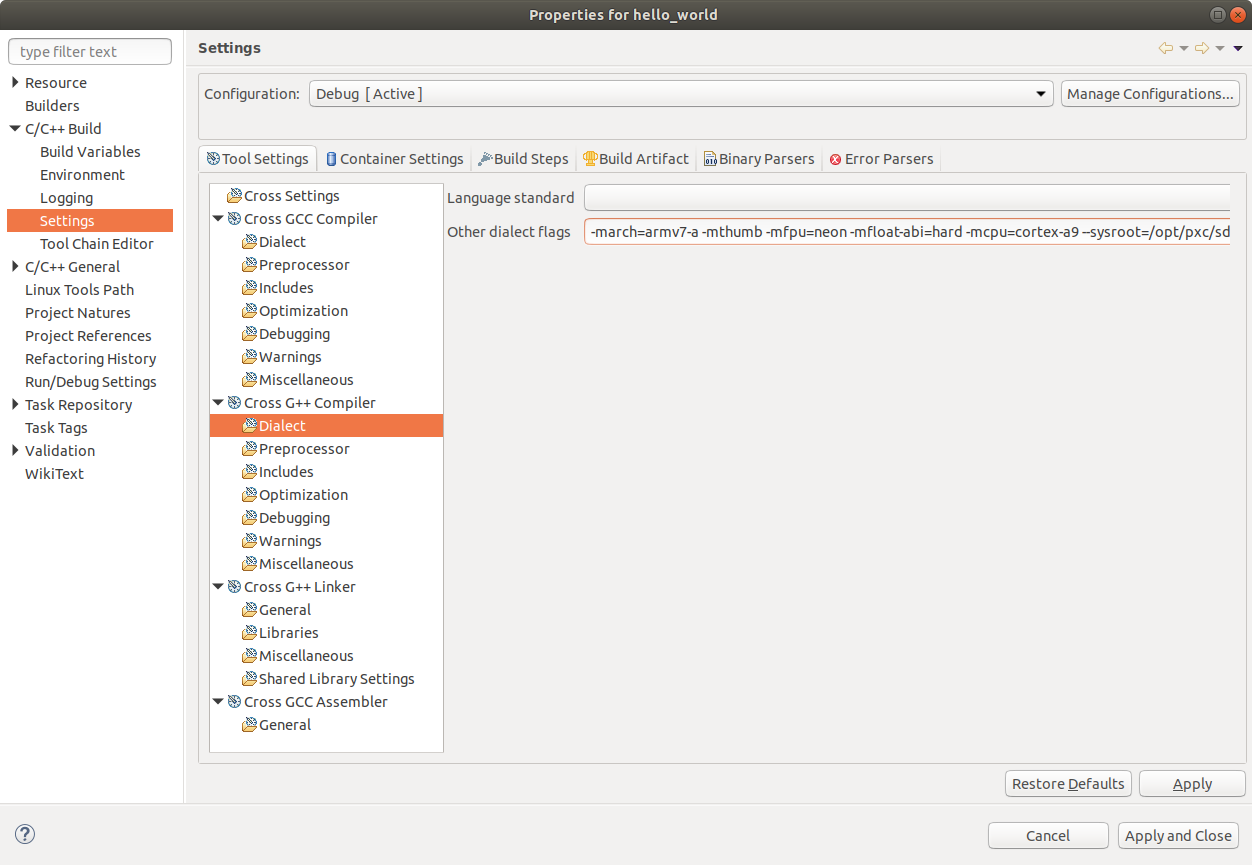 Properties for hello_world
type filter text
Resource
Builders
C/C++ Build
Build Variables
Environment
Logging
Settings
Tool Chain Editor
C/C++ General
Linux Tools Path
Project Natures
Project References
Refactoring History
Run/Debug Settings
Task Repository
Task Tags
Validation
WikiText
Settings
Configuration: Debug [ Active ] Manage Configurations...
Tool Settings Container Settings Build Steps Build Artifact Binary Parsers Error Parsers
Cross Settings
Cross GCC Compiler
Dialect
Preprocessor
Includes
Optimization
Debugging
Warnings
Miscellaneous
Cross G++ Compiler
Dialect
Preprocessor
Includes
Optimization
Debugging
Warnings
Miscellaneous
Cross G++ Linker
General
Libraries
Miscellaneous
Shared Library Settings
Cross GCC Assembler
General
Language standard
Other dialect flags -march=armv7-a -mthumb -mfpu=neon -mfloat-abi=hard -mcpu=cortex-a9 --sysroot=/opt/pxc/sd
Restore Defaults Apply
? Cancel Apply and Close